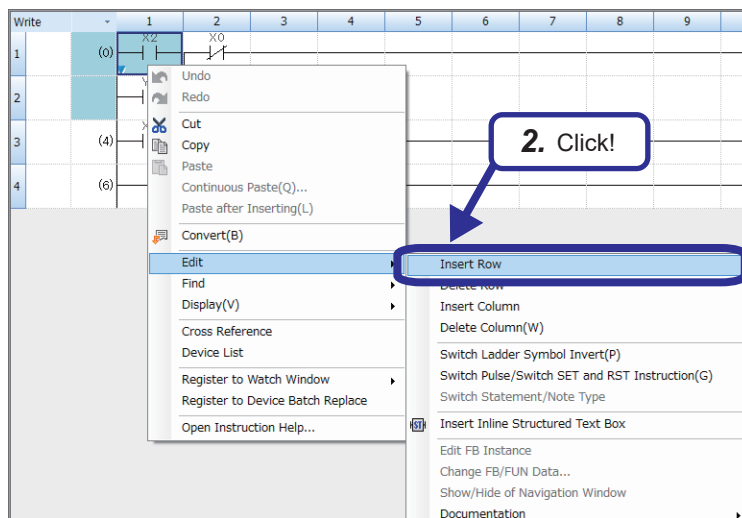 Write 1 2 3 4 5 6 7 8 9
X2 X0
1 (0)
2
3 (4)
4 (6)
Undo
Redo
Cut
Copy
Paste
Continuous Paste(Q)...
Paste after Inserting(L)
Convert(B)
Edit
Find
Display(V)
Cross Reference
Device List
Register to Watch Window
Register to Device Batch Replace
Open Instruction Help...
2. Click!
Insert Row
Delete Row
Insert Column
Delete Column(W)
Switch Ladder Symbol Invert(P)
Switch Pulse/Switch SET and RST Instruction(G)
Switch Statement/Note Type
ST Insert Inline Structured Text Box
Edit FB Instance
Change FB/FUN Data...
Show/Hide of Navigation Window
Documentation